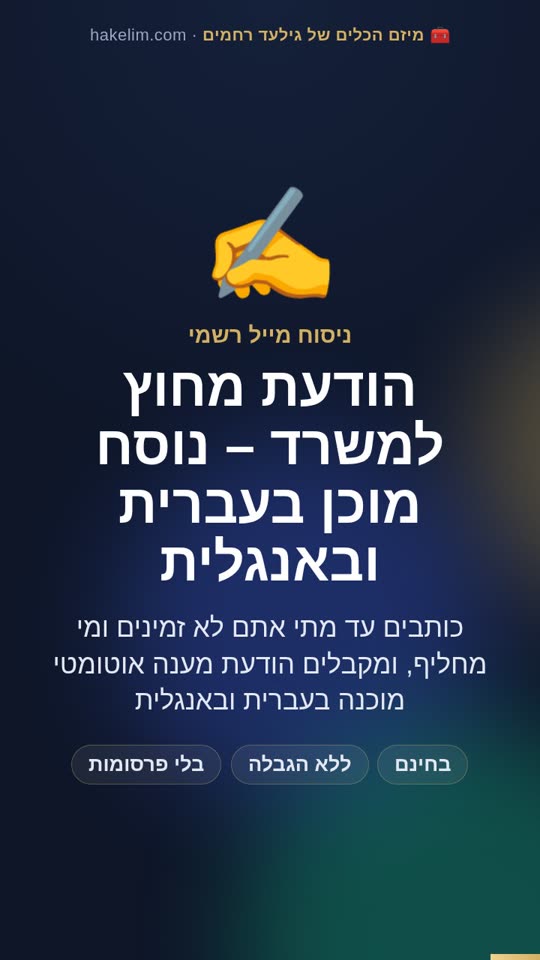 🧰 מיזם הכלים של גילעד רחמים · hakelim.com
ניסוח מייל רשמי
הודעת מחוץ
למשרד – נוסח
מוכן בעברית
ובאנגלית
כותבים עד מתי אתם לא זמינים ומי
מחליף, ומקבלים הודעת מענה אוטומטי
מוכנה בעברית ובאנגלית
בחינם
ללא הגבלה
בלי פרסומות